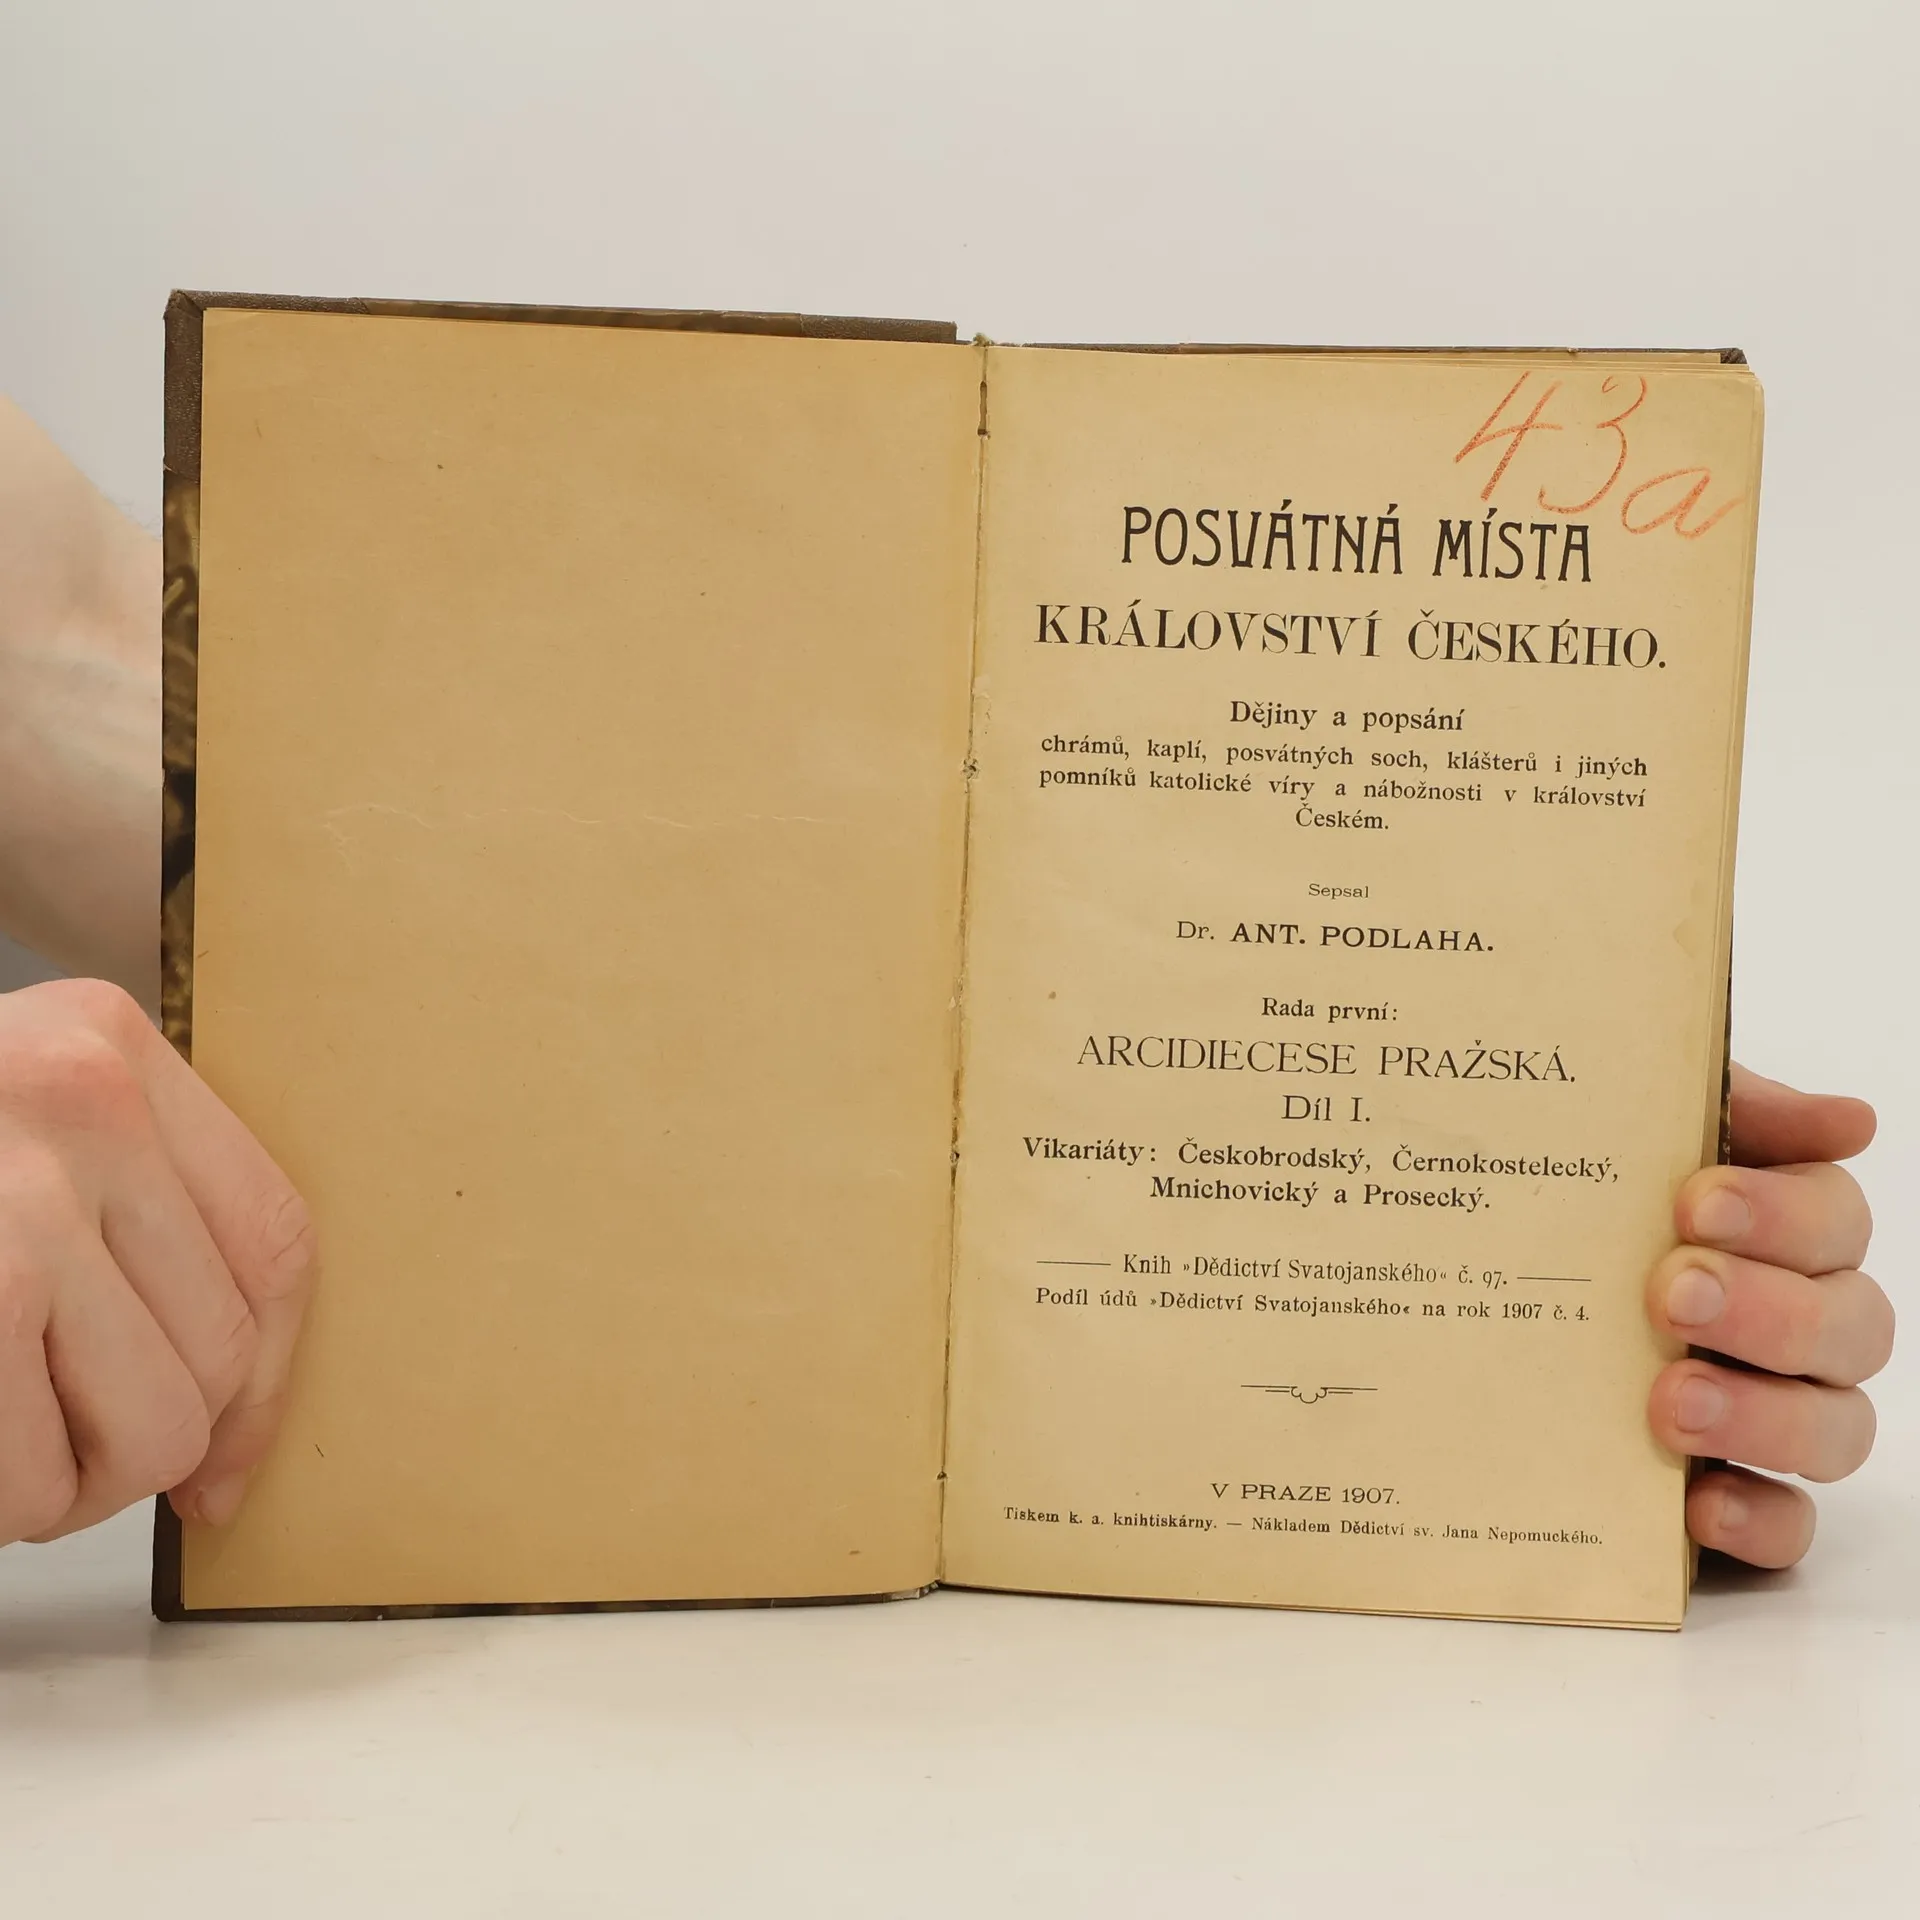 43a
POSVÁTNÁ MÍSTA
KRÁLOVSTVÍ ČESKÉHO.
Dějiny a popsání
chrámů, kaplí, posvátných soch, klášterů i jiných
pomníků katolické víry a nábožnosti v království
Českém.
Sepsal
Dr. ANT. PODLAHA.
Rada první:
ARCIDIECESE PRAŽSKÁ.
Díl I.
Vikariáty: Českobrodský, Černokostelecký,
Mnichovický a Prosecký.
Knih »Dědictví Svatojanského« č. 97.
Podíl údů »Dědictví Svatojanského« na rok 1907 č. 4.
V PRAZE 1907.
Tiskem k. a. knihtiskárny. — Nákladem Dědictví sv. Jana Nepomuckého.